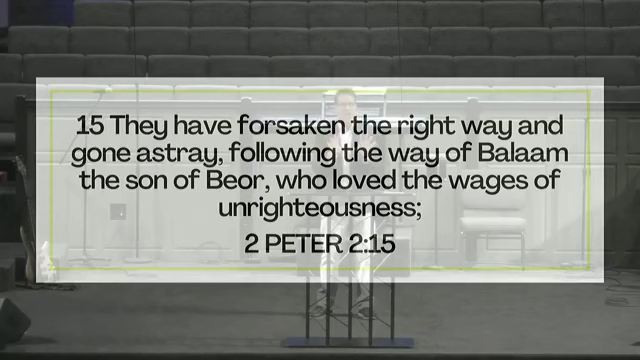 15 They have forsaken the right way and
gone astray, following the way of Balaam
the son of Beor, who loved the wages of
unrighteousness;
2 PETER 2:15